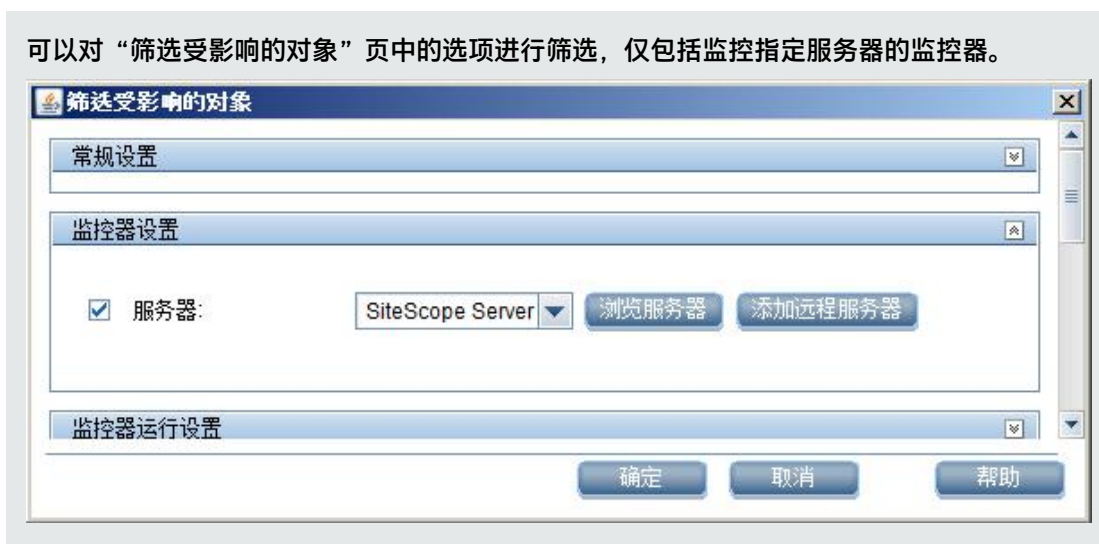 可以对“筛选受影响的对象”页中的选项进行筛选，仅包括监控指定服务器的监控器。
筛选受影响的对象
常规设置
监控器设置
服务器: SiteScope Server 浏览服务器 添加远程服务器
监控器运行设置
确定 取消 帮助